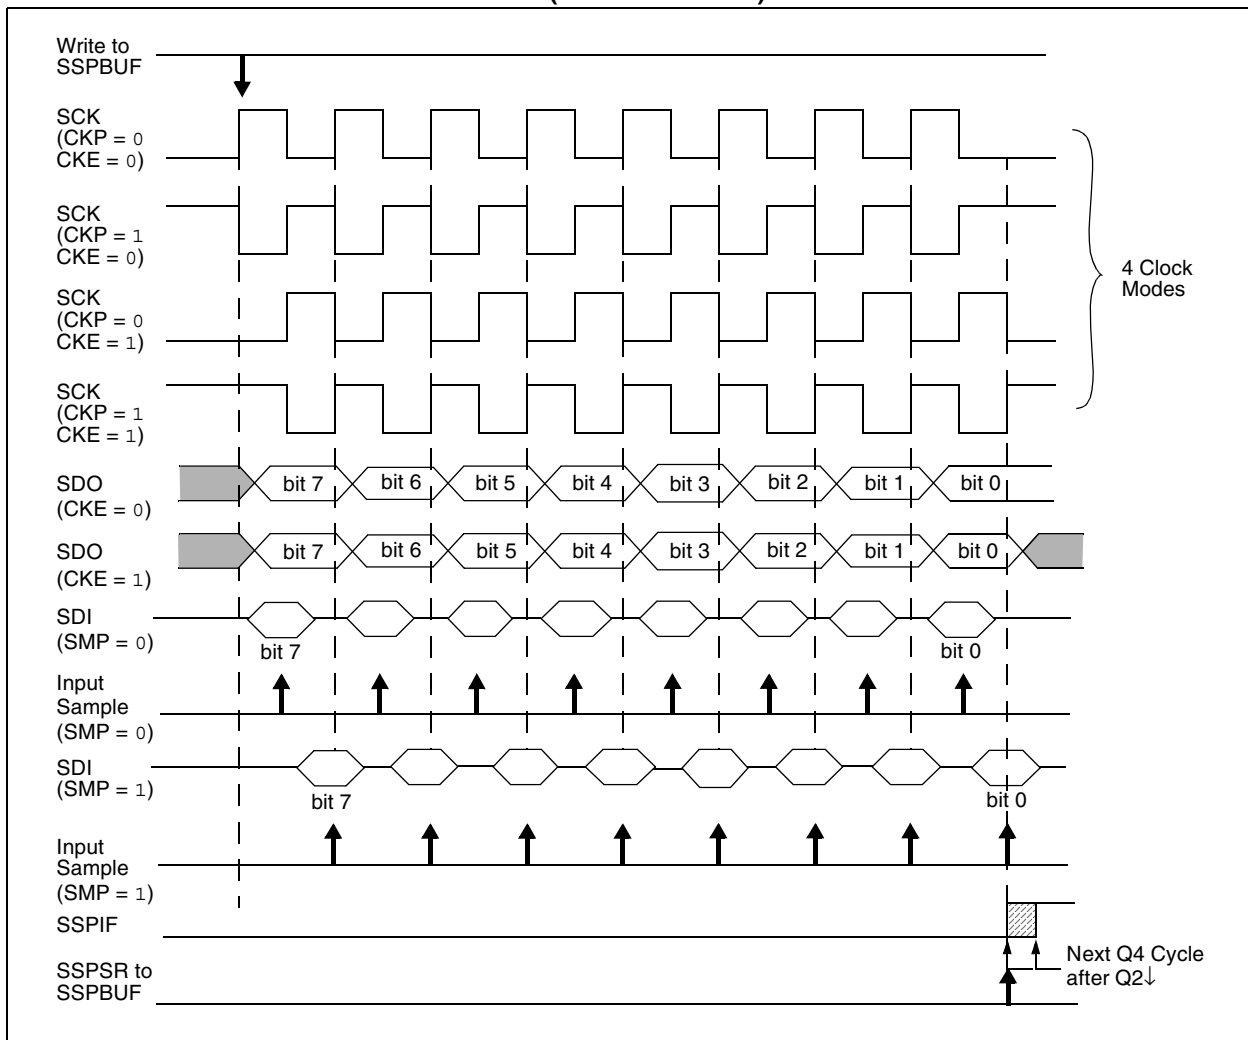 Write to
SSPBUF
SCK
(CKP = 0
CKE = 0)
SCK
(CKP = 1
CKE = 0)
SCK
(CKP = 0
CKE = 1)
SCK
(CKP = 1
CKE = 1)
4 Clock
Modes
SDO
(CKE = 0)
bit 7 bit 6 bit 5 bit 4 bit 3 bit 2 bit 1 bit 0
SDO
(CKE = 1)
bit 7 bit 6 bit 5 bit 4 bit 3 bit 2 bit 1 bit 0
SDI
(SMP = 0)
bit 7 bit 0
Input
Sample
(SMP = 0)
SDI
(SMP = 1)
bit 7 bit 0
Input
Sample
(SMP = 1)
SSPIF
Next Q4 Cycle
after Q2↓
SSPSR to
SSPBUF